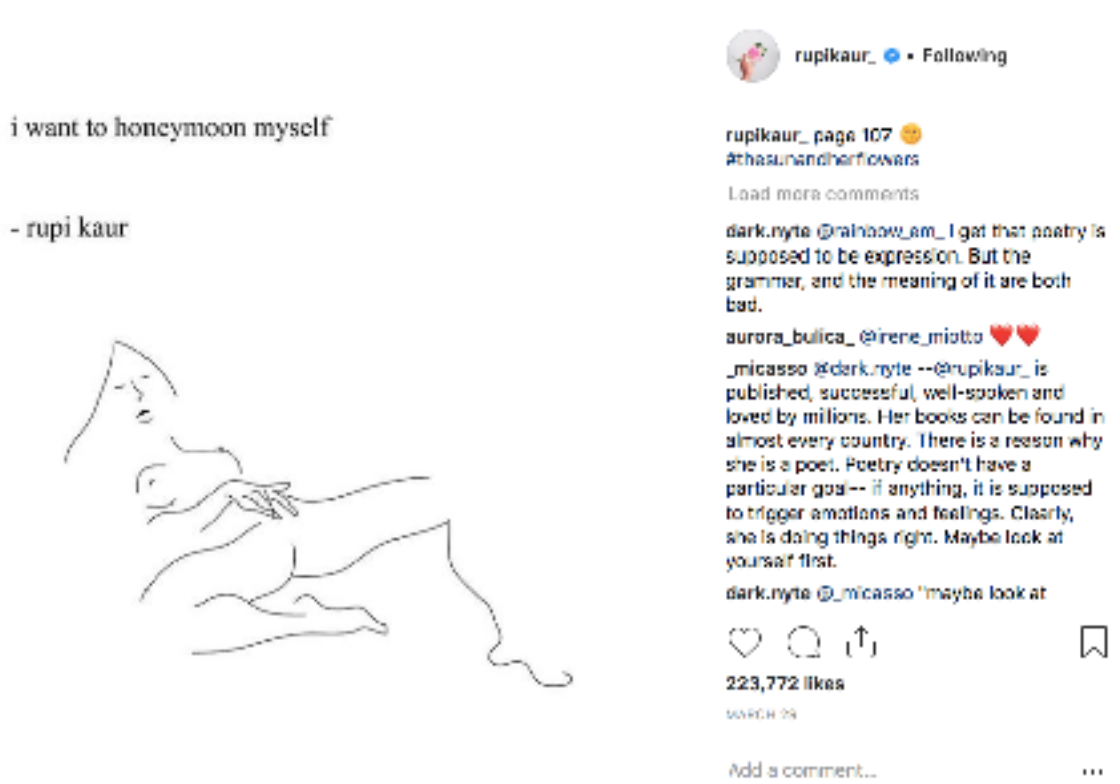 i want to honeymoon myself
- rupi kaur
rupikaur_ • Following
rupikaur_ page 107
#thesunandherflowers
Load more comments
dark.nyte @rainbow_em_ I get that poetry is
supposed to be expression. But the
grammar, and the meaning of it are both
bad.
aurora_bulica_ @irene_miotto ❤️❤️
_micasso @dark.nyte --@rupikaur_ is
published, successful, well-spoken and
loved by millions. Her books can be found in
almost every country. There is a reason why
she is a poet. Poetry doesn't have a
particular goal-- if anything, it is supposed
to trigger emotions and feelings. Clearly,
she is doing things right. Maybe look at
yourself first.
dark.nyte @_micasso "maybe look at
223,772 likes
MARCH
Add a comment...